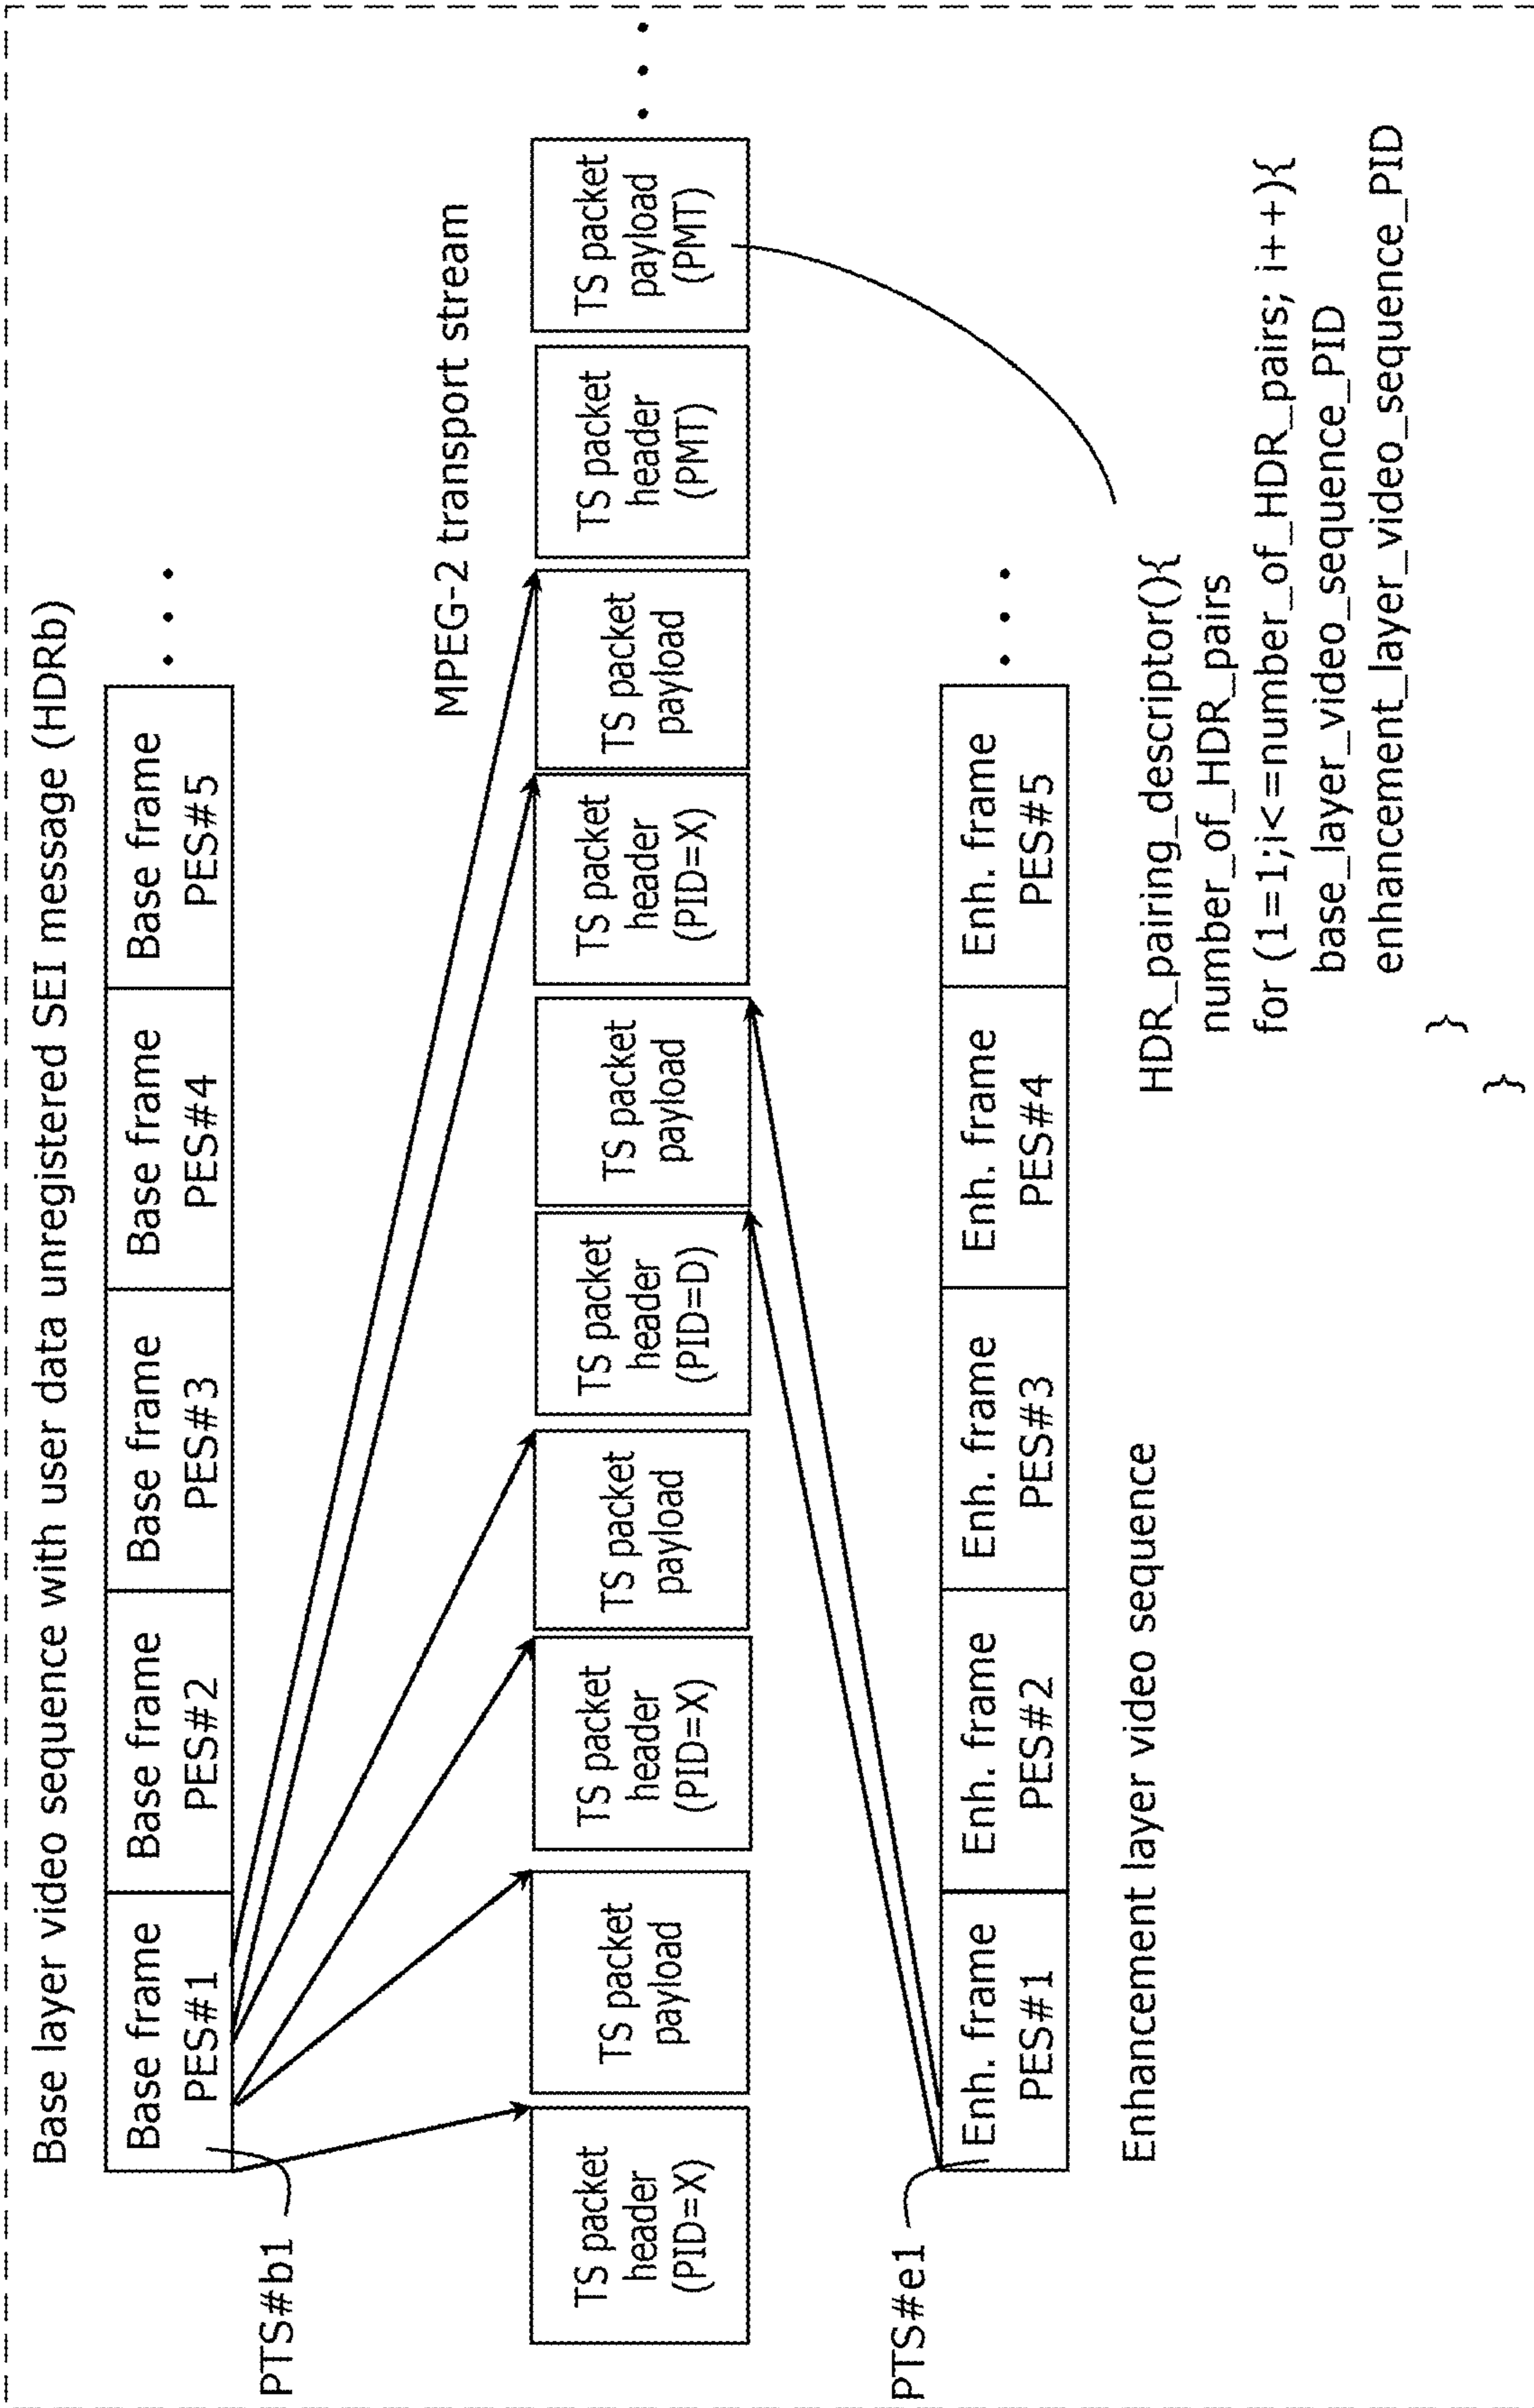 Base layer video sequence with user data unregistered SEI message (HDRb)
Base frame
PES#1
Base frame
PES#2
Base frame
PES#3
Base frame
PES#4
Base frame
PES#5
PTS#b1
MPEG-2 transport stream
TS packet
header
(PID=X)
TS packet
payload
TS packet
header
(PID=X)
TS packet
payload
TS packet
header
(PID=D)
TS packet
payload
TS packet
header
(PID=X)
TS packet
payload
TS packet
header
(PMT)
TS packet
payload
(PMT)
PTS#e1
Enh. frame
PES#1
Enh. frame
PES#2
Enh. frame
PES#3
Enh. frame
PES#4
Enh. frame
PES#5
Enhancement layer video sequence
HDR_pairing_descriptor(){
number_of_HDR_pairs
for (1=1;i<=number_of_HDR_pairs; i++){
base_layer_video_sequence_PID
enhancement_layer_video_sequence_PID
}
}